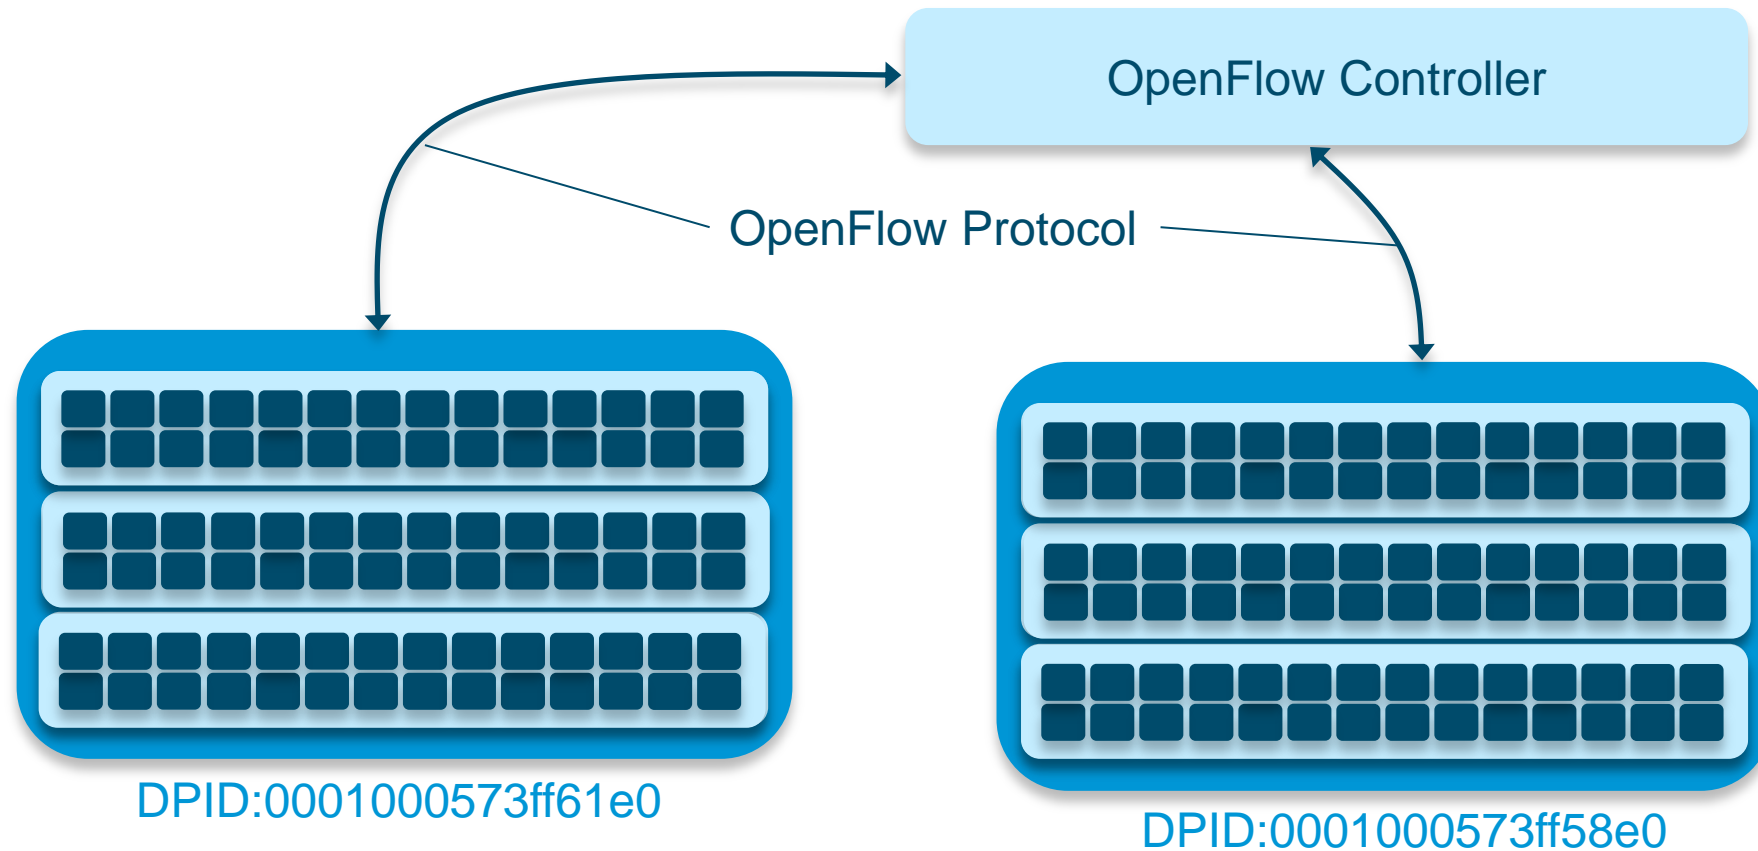 OpenFlow Controller
OpenFlow Protocol
DPID:0001000573ff61e0
DPID:0001000573ff58e0